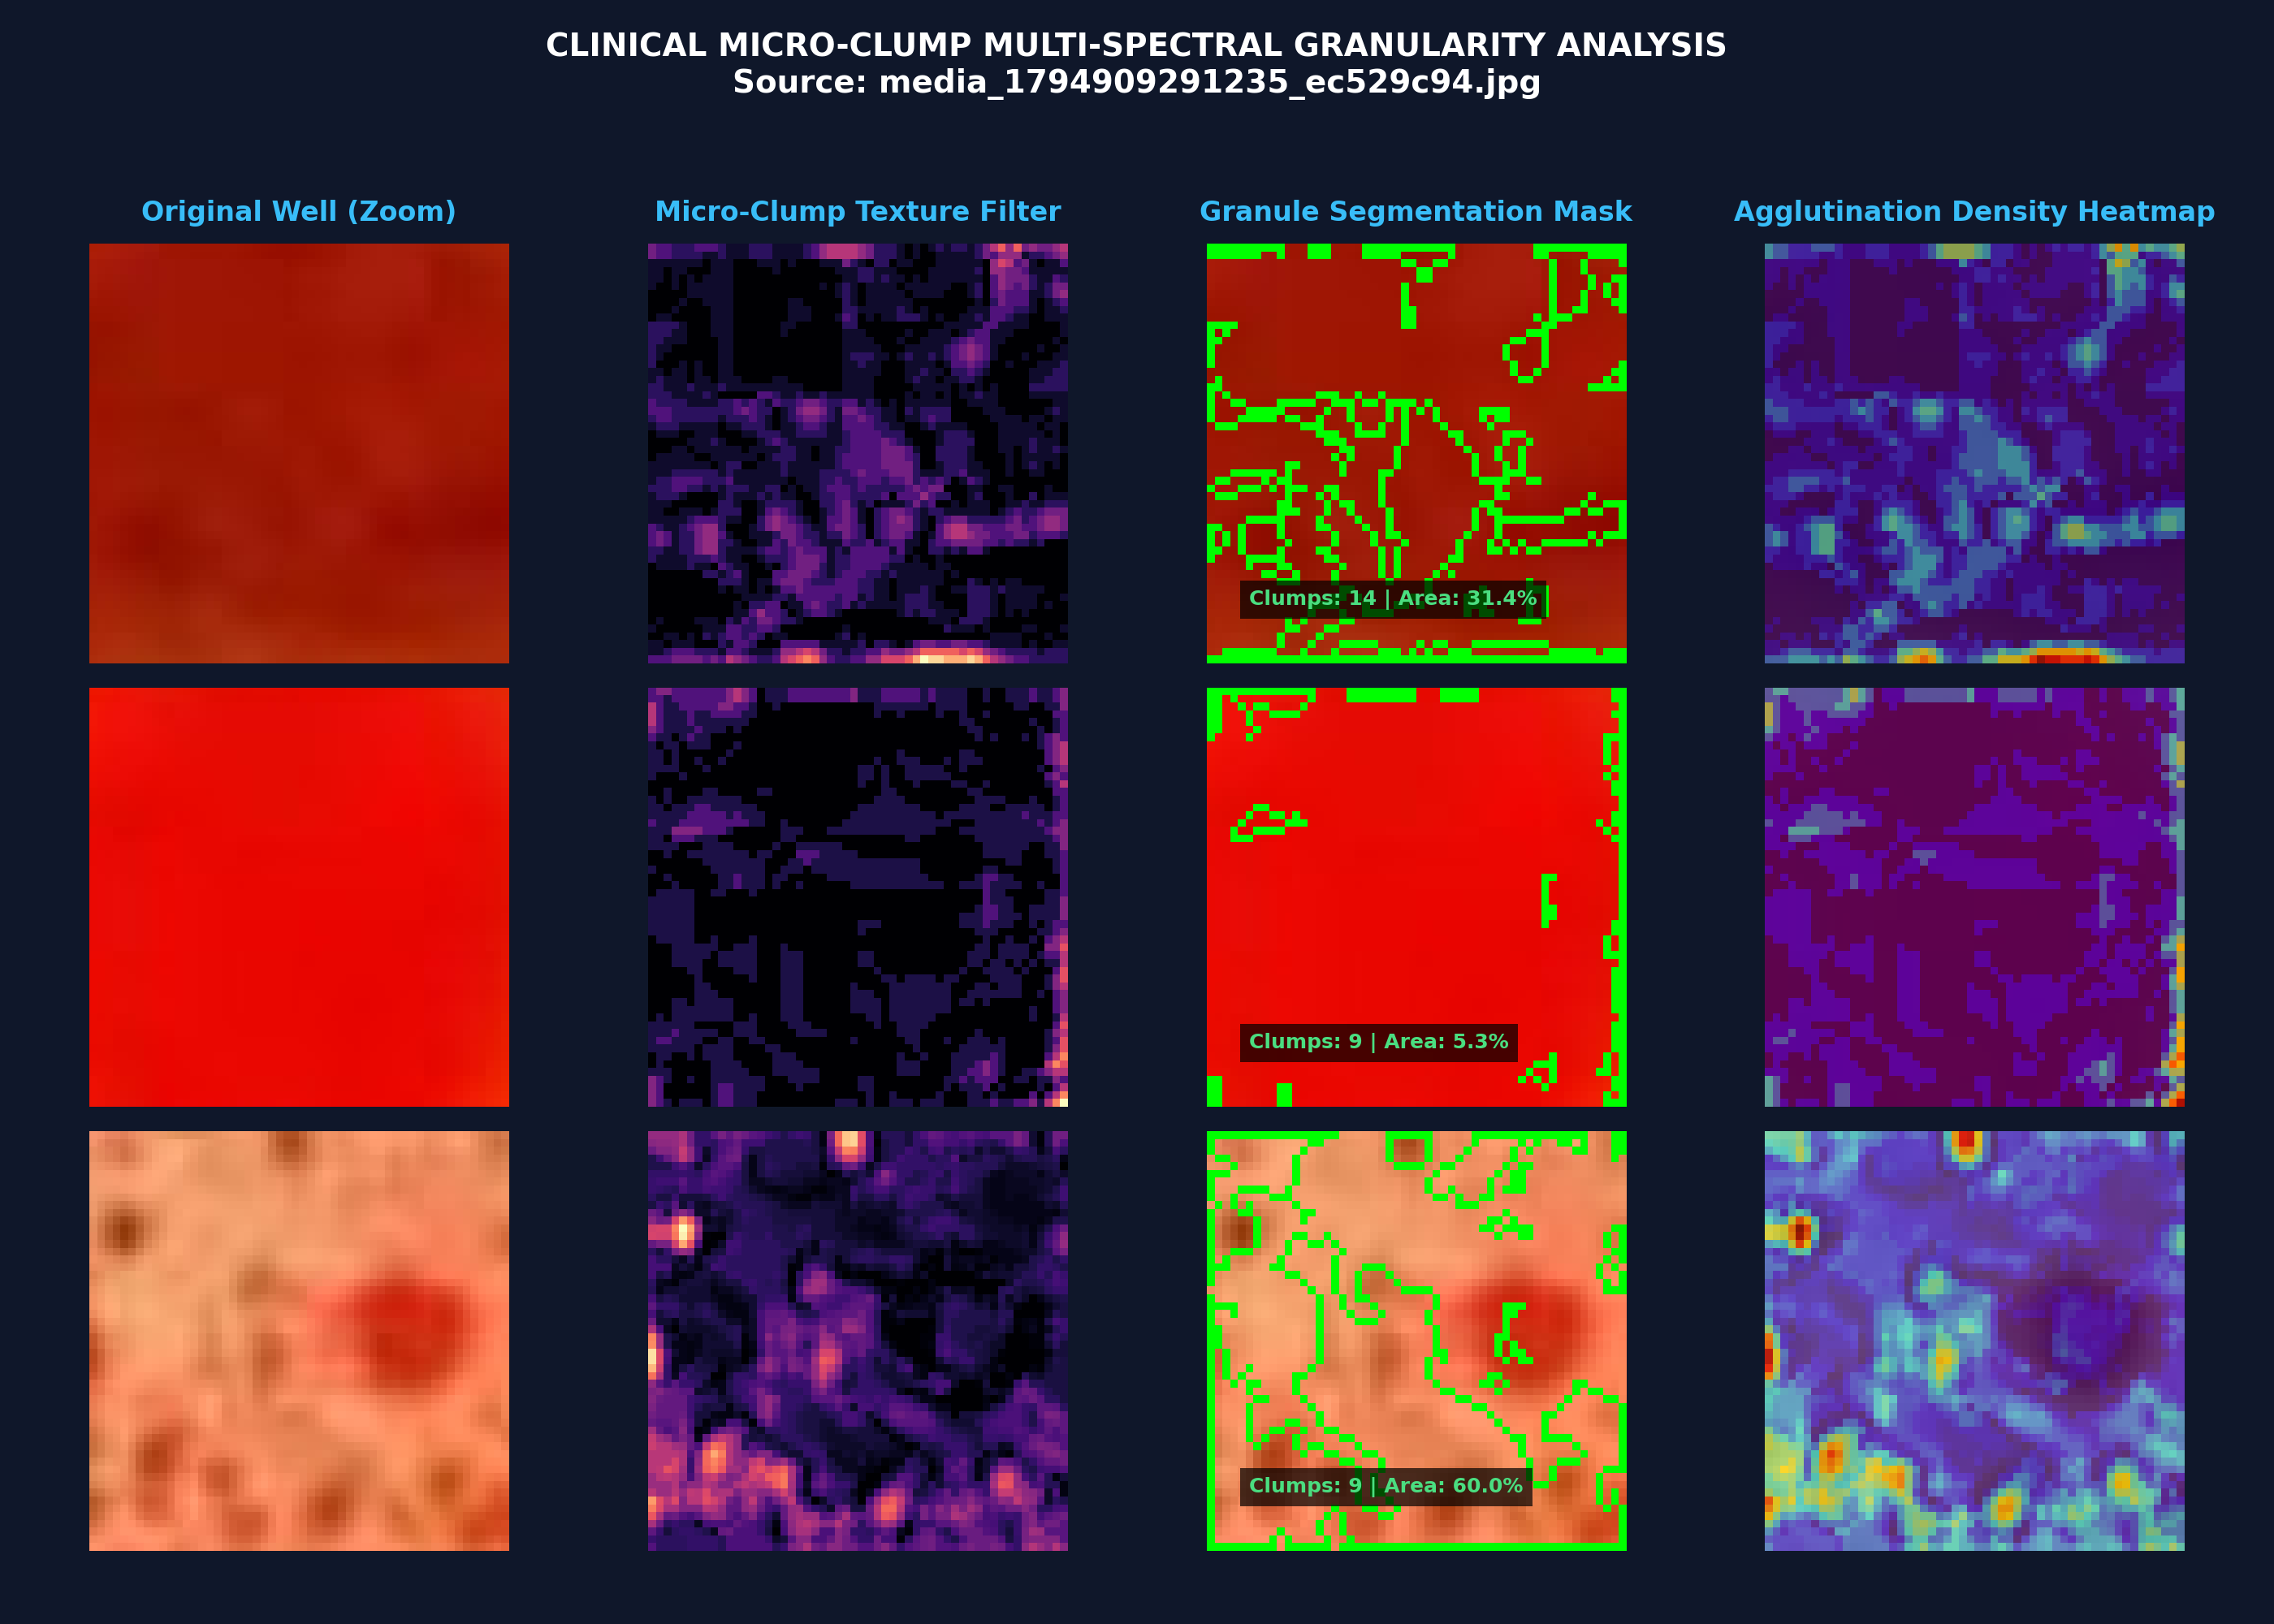 CLINICAL MICRO-CLUMP MULTI-SPECTRAL GRANULARITY ANALYSIS
Source: media_1794909291235_ec529c94.jpg
Original Well (Zoom)
Micro-Clump Texture Filter
Granule Segmentation Mask
Agglutination Density Heatmap
Clumps: 14 | Area: 31.4%
Clumps: 9 | Area: 5.3%
Clumps: 9 | Area: 60.0%